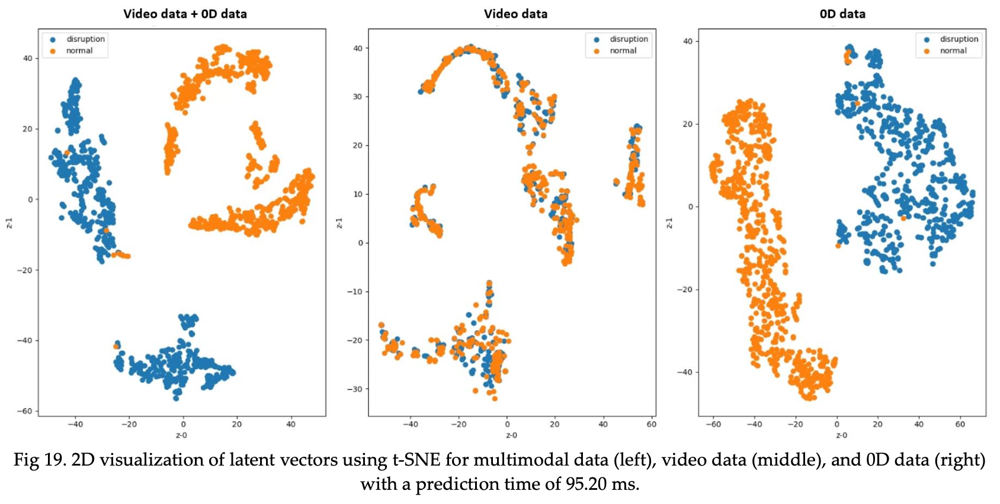 Video data + 0D data
Video data
0D data
disruption
normal
40
20
0
−20
−40
−60
z-1
−40
−20
0
20
40
z-0
disruption
normal
40
30
20
10
0
−10
−20
−30
z-1
−40
−20
0
20
40
60
z-0
disruption
normal
40
20
0
−20
−40
z-1
−60
−40
−20
0
20
40
60
z-0
Fig 19. 2D visualization of latent vectors using t-SNE for multimodal data (left), video data (middle), and 0D data (right)
with a prediction time of 95.20 ms.